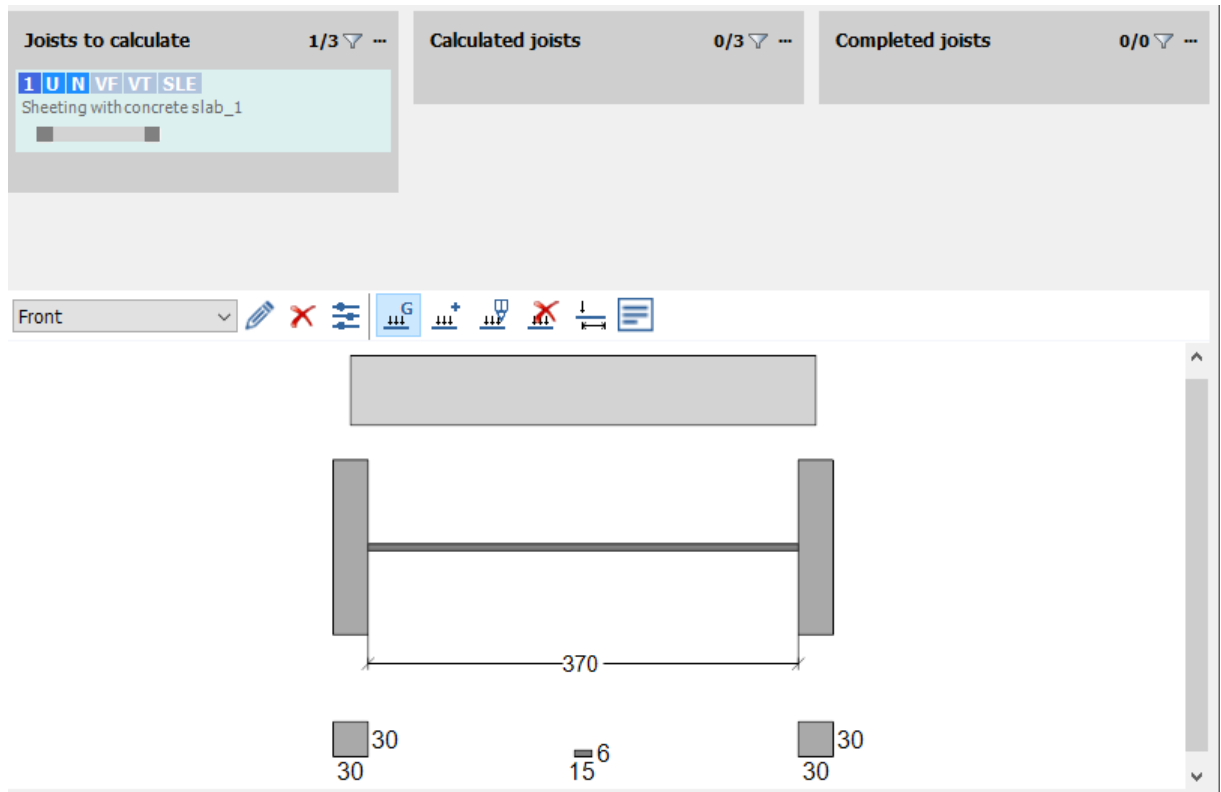 Joists to calculate 1/3 ...
Calculated joists 0/3 ...
Completed joists 0/0 ...
1 U N VF VT SLE
Sheeting with concrete slab_1
Front
G
370
30
6
30
30
15
30